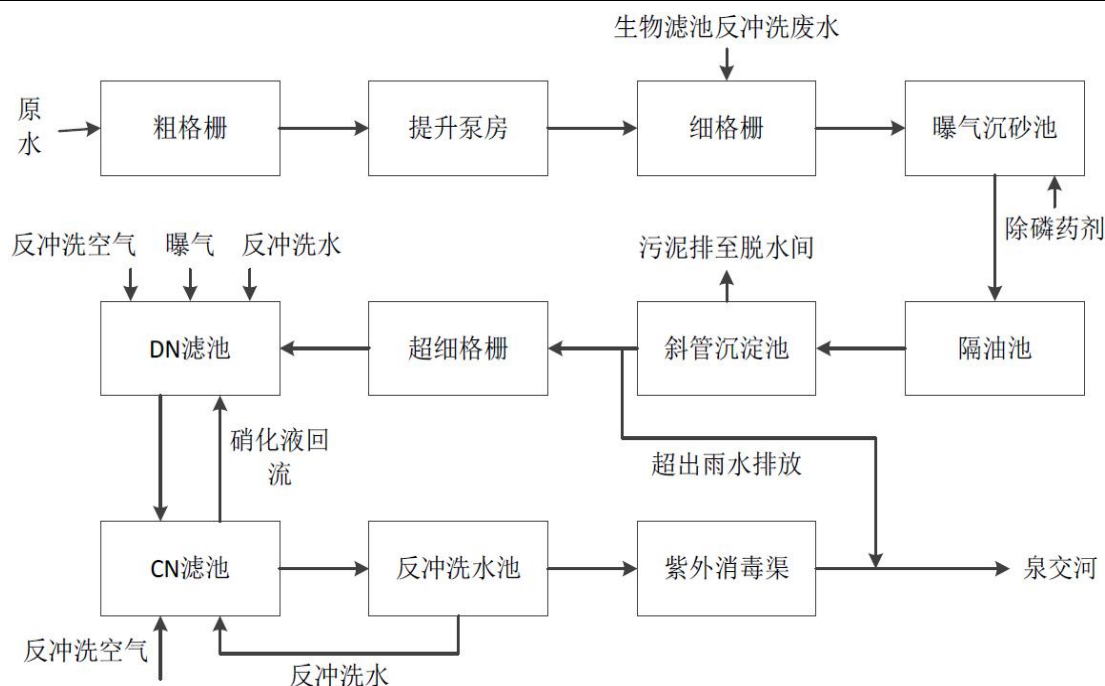 生物滤池反冲洗废水
原
水
粗格栅
提升泵房
细格栅
曝气沉砂池
除磷药剂
反冲洗空气
曝气
反冲洗水
污泥排至脱水间
DN滤池
超细格栅
斜管沉淀池
隔油池
硝化液回
流
超出雨水排放
CN滤池
反冲洗水池
紫外消毒渠
泉交河
反冲洗空气
反冲洗水